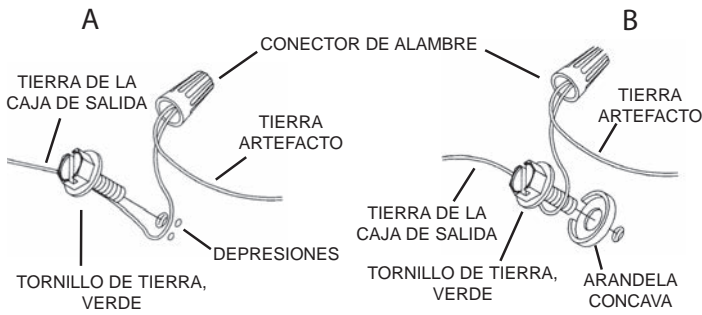 A
B
CONECTOR DE ALAMBRE
TIERRA DE LA
CAJA DE SALIDA
TIERRA
ARTEFACTO
TIERRA
ARTEFACTO
DEPRESIONES
TIERRA DE LA
CAJA DE SALIDA
TORNILLO DE TIERRA,
VERDE
TORNILLO DE TIERRA,
VERDE
ARANDELA
CONCAVA